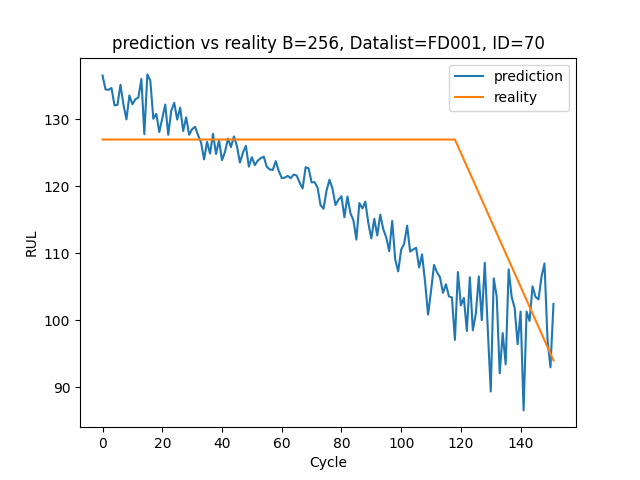 prediction vs reality B=256, Datalist=FD001, ID=70
prediction
reality
RUL
130
120
110
100
90
0 20 40 60 80 100 120 140
Cycle